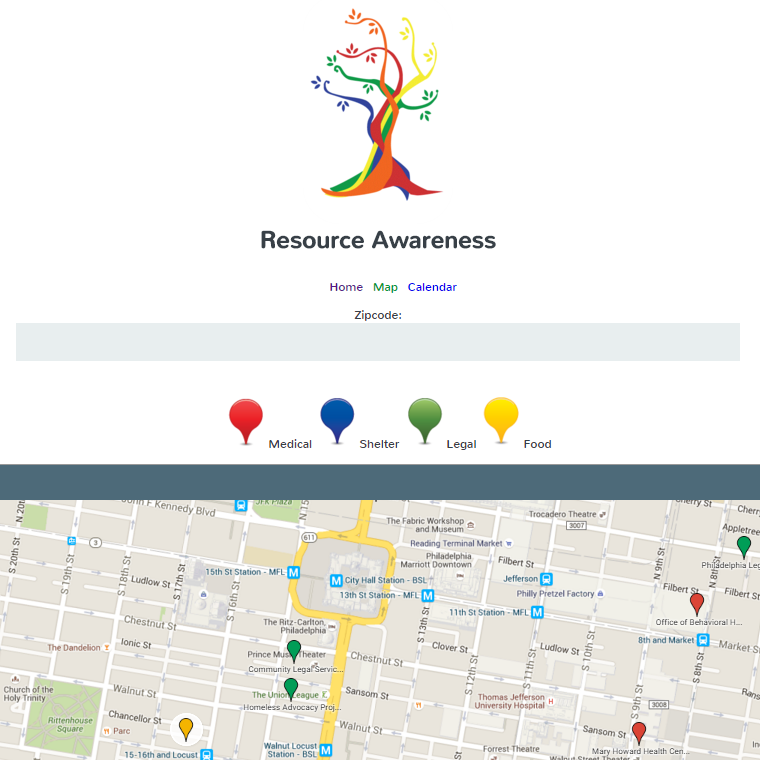 Resource Awareness
Home Map Calendar
Zipcode:
Medical Shelter Legal Food
John F Kennedy Blvd
JFK Plaza
N 15
Cherry St
Cherry
N 20th St
Trocadero Theatre
The Fabric Workshop
and Museum
3007
Appletree
611
3
Reading Terminal Market
Philadelphia Leg
S 20th St
S 19th St
S 18th St
S 17th St
S 16th St
15th St Station - MFL
City Hall Station - BSL
13th St Station - MFL
Philadelphia
Marriott Downtown
Filbert St
N 9th St
N 8th St
Jefferson
Filbert St
Ludlow St
Philly Pretzel Factory
11th St Station - MFL
Office of Behavioral H...
Chestnut St
The Ritz-Carlton,
Philadelphia
S 13th St
8th and Market
Market St
The Dandelion
Ionic St
Prince Music Theater
Community Legal Servic...
Clover St
Chestnut St
Ludlow St
S 12th St
S 11th St
S 10th St
S 9th St
S 8th St
Church of the
Holy Trinity
Walnut St
The Union League
Homeless Advocacy Proj...
Sansom St
Thomas Jefferson
University Hospital
3008
Rittenhouse
Square
Chancellor St
Parc
Walnut St
Sansom St
15-16th and Locust
Walnut Locust
Station - BSL
Forrest Theatre
Mary Howard Health Cen...
Walnut Street Theater